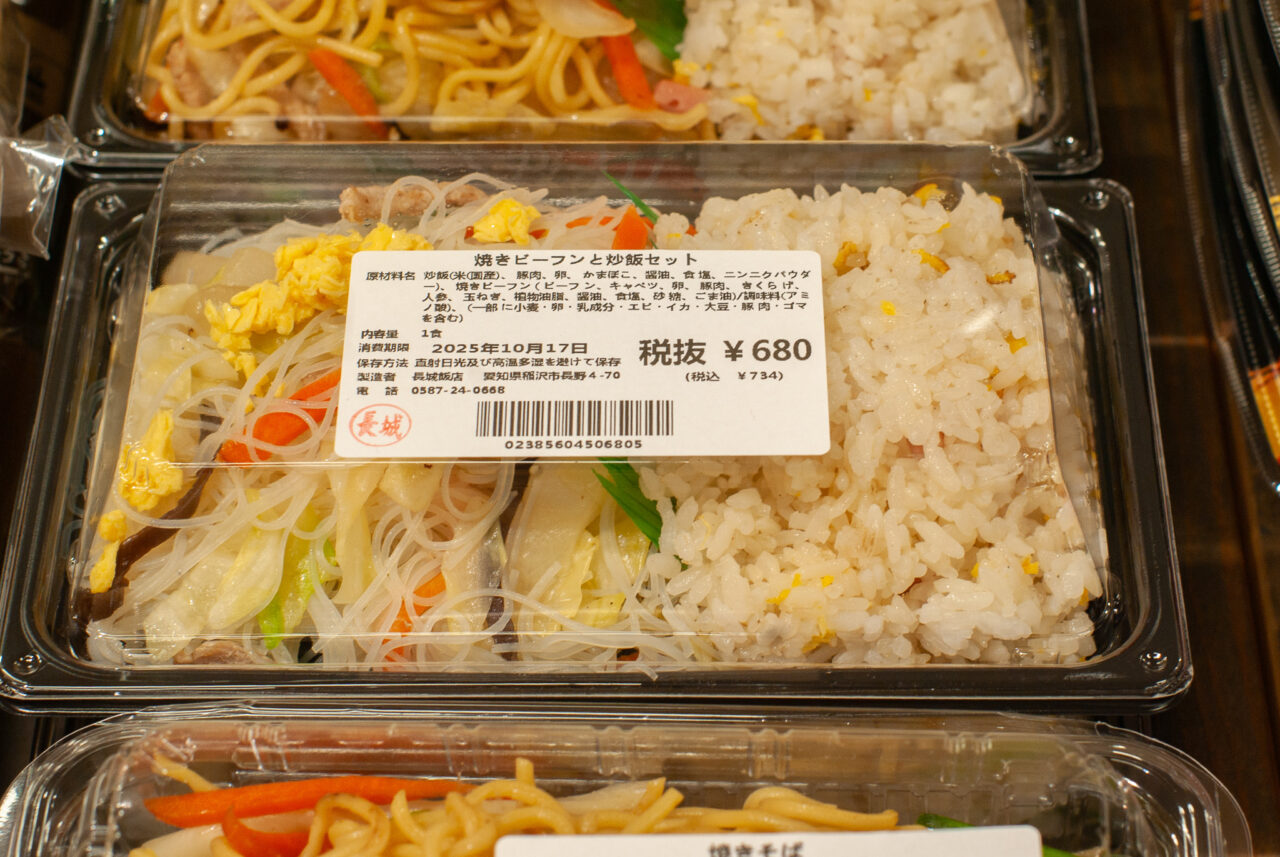 焼きビーフンと炒飯セット
原材料名 炒飯(米(国産)、豚肉、卵、かまぼこ、醤油、食塩、ニンニクパウダ
ー)、焼きビーフン(ビーフン、キャベツ、卵、豚肉、きくらげ、
人参、玉ねぎ、植物油脂、醤油、食塩、砂糖、ごま油)/調味料(アミ
ノ酸)、(一部に小麦・卵・乳成分・エビ・イカ・大豆・豚肉・ゴマ
を含む)
内容量 1食
消費期限 2025年10月17日
税抜 ￥680
保存方法 直射日光及び高温多湿を避けて保存
製造者 長城飯店 愛知県稲沢市長野4-70
(税込 ￥734)
電話 0587-24-0668
長城
02385604506805
焼きそば